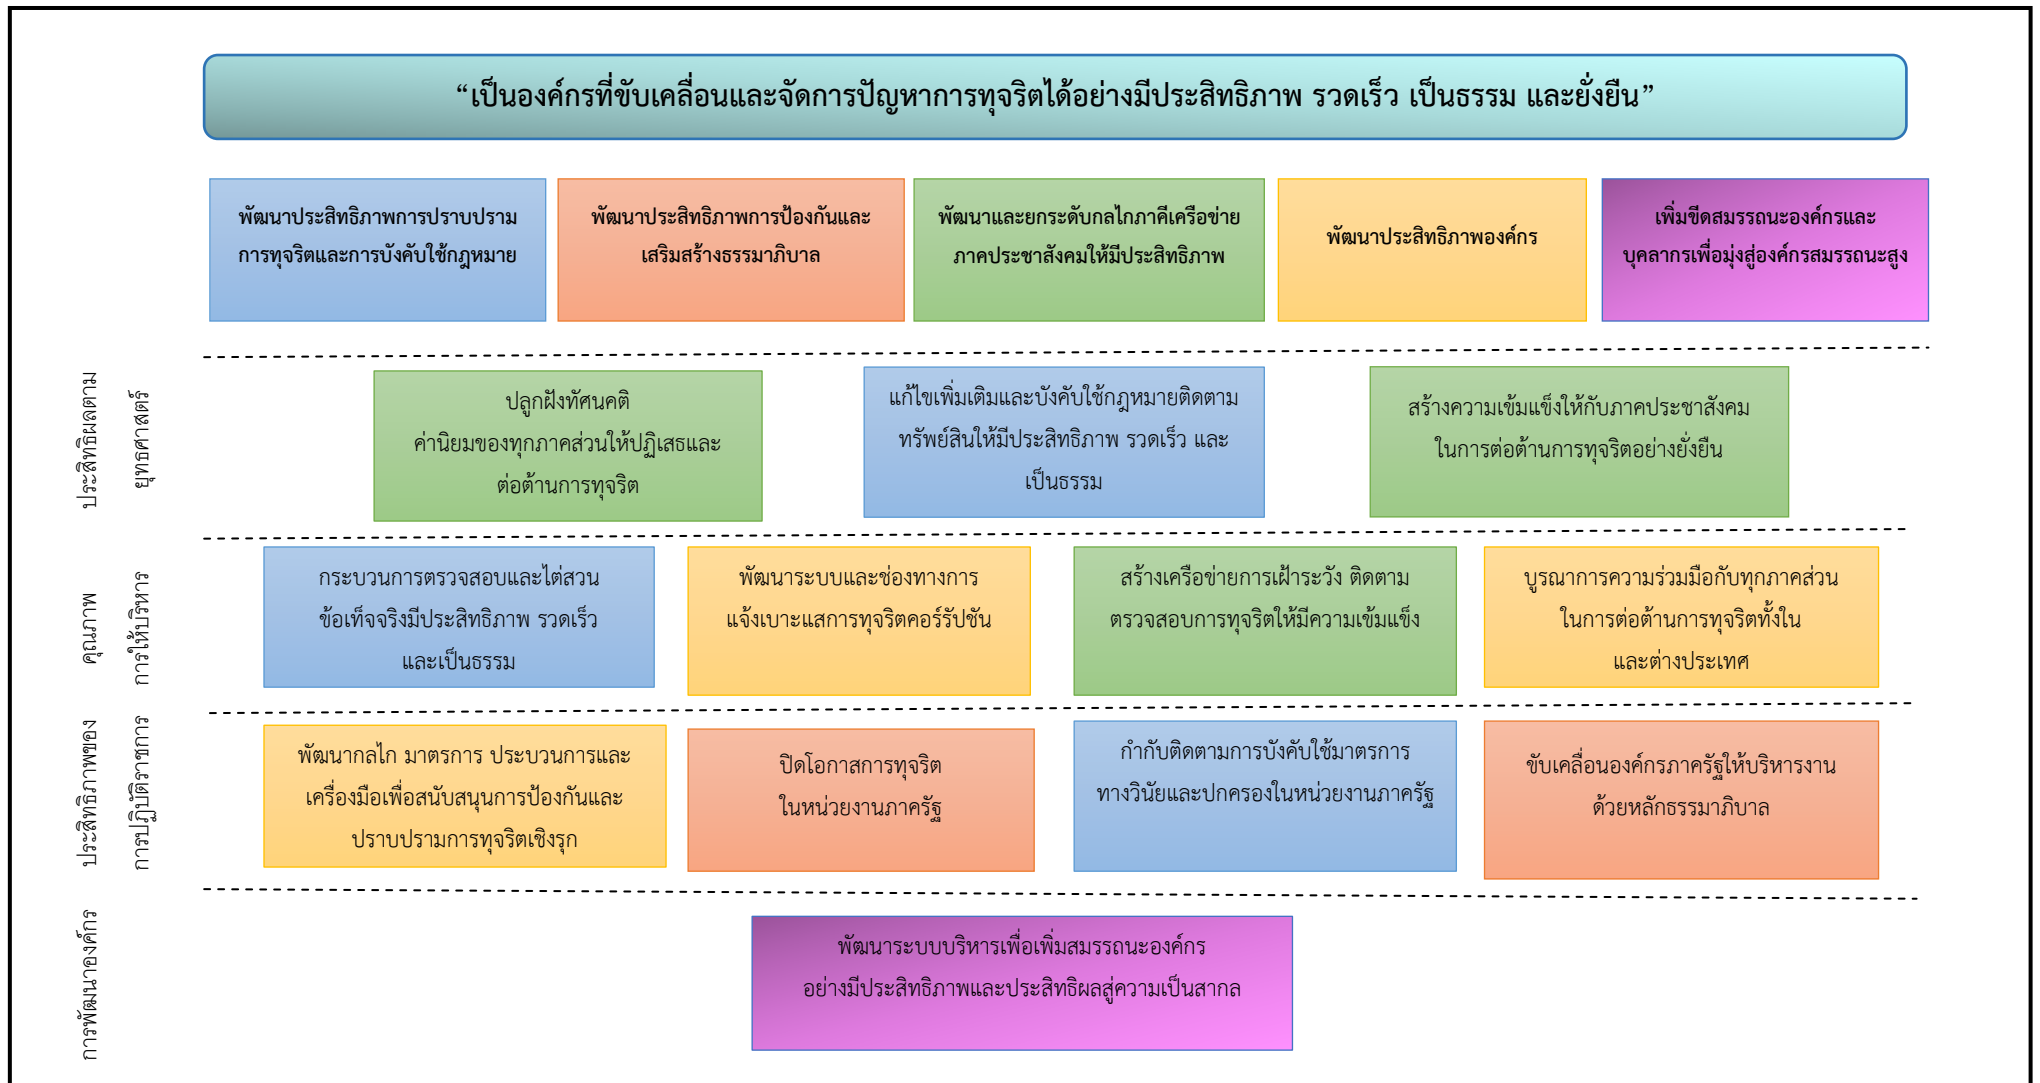 “เป็นองค์กรที่ขับเคลื่อนและจัดการปัญหาการทุจริตได้อย่างมีประสิทธิภาพ รวดเร็ว เป็นธรรม และยั่งยืน”
พัฒนาประสิทธิภาพการปราบปราม
การทุจริตและการบังคับใช้กฎหมาย
พัฒนาประสิทธิภาพการป้องกันและ
เสริมสร้างธรรมาภิบาล
พัฒนาและยกระดับกลไกภาคีเครือข่าย
ภาคประชาสังคมให้มีประสิทธิภาพ
พัฒนาประสิทธิภาพองค์กร
เพิ่มขีดสมรรถนะองค์กรและ
บุคลากรเพื่อมุ่งสู่องค์กรสมรรถนะสูง
ประสิทธิผลตาม
ยุทธศาสตร์
ปลูกฝังทัศนคติ
ค่านิยมของทุกภาคส่วนให้ปฏิเสธและ
ต่อต้านการทุจริต
แก้ไขเพิ่มเติมและบังคับใช้กฎหมายติดตาม
ทรัพย์สินให้มีประสิทธิภาพ รวดเร็ว และ
เป็นธรรม
สร้างความเข้มแข็งให้กับภาคประชาสังคม
ในการต่อต้านการทุจริตอย่างยั่งยืน
คุณภาพ
การให้บริหาร
กระบวนการตรวจสอบและไต่สวน
ข้อเท็จจริงมีประสิทธิภาพ รวดเร็ว
และเป็นธรรม
พัฒนาระบบและช่องทางการ
แจ้งเบาะแสการทุจริตคอร์รัปชัน
สร้างเครือข่ายการเฝ้าระวัง ติดตาม
ตรวจสอบการทุจริตให้มีความเข้มแข็ง
บูรณาการความร่วมมือกับทุกภาคส่วน
ในการต่อต้านการทุจริตทั้งใน
และต่างประเทศ
ประสิทธิภาพของ
การปฏิบัติราชการ
พัฒนากลไก มาตรการ ประบวนการและ
เครื่องมือเพื่อสนับสนุนการป้องกันและ
ปราบปรามการทุจริตเชิงรุก
ปิดโอกาสการทุจริต
ในหน่วยงานภาครัฐ
กำกับติดตามการบังคับใช้มาตรการ
ทางวินัยและปกครองในหน่วยงานภาครัฐ
ขับเคลื่อนองค์กรภาครัฐให้บริหารงาน
ด้วยหลักธรรมาภิบาล
การพัฒนาองค์กร
พัฒนาระบบบริหารเพื่อเพิ่มสมรรถนะองค์กร
อย่างมีประสิทธิภาพและประสิทธิผลสู่ความเป็นสากล